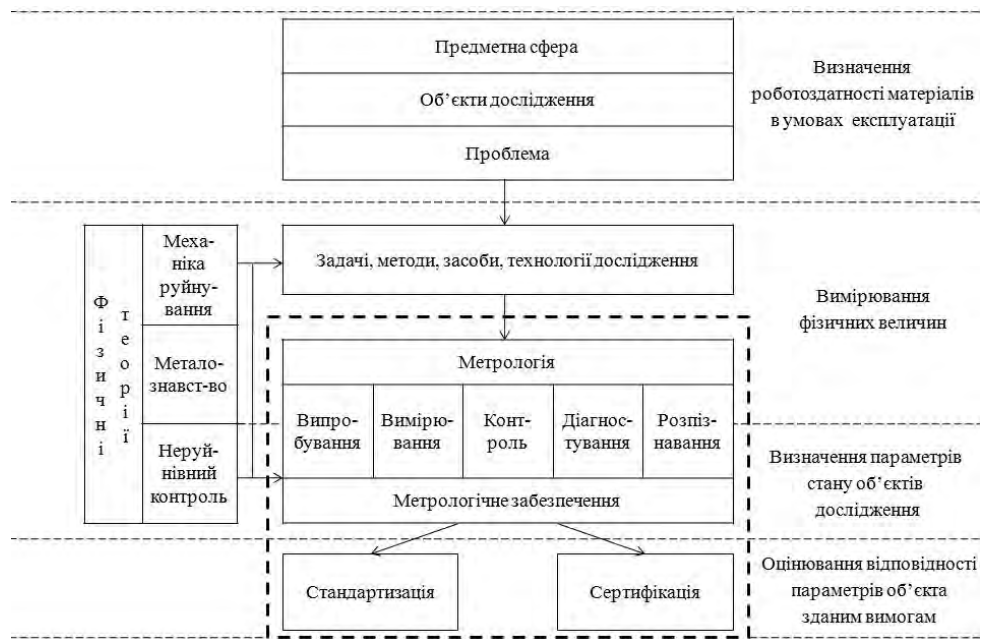 Предметна сфера
Об’єкти дослідження
Проблема
Визначення
роботоздатності матеріалів
в умовах експлуатації
Фізичні
теорії
Меха-
ніка
руйну-
вання
Метало-
знавст-во
Неруй-
нівний
контроль
Задачі, методи, засоби, технології дослідження
Вимірювання
фізичних величин
Метрологія
Випро-
бування
Вимірю-
вання
Конт-
роль
Діагнос-
тування
Розпіз-
навання
Метрологічне забезпечення
Визначення параметрів
стану об’єктів
дослідження
Стандартизація
Сертифікація
Оцінювання відповідності
параметрів об’єкта
зданим вимогам